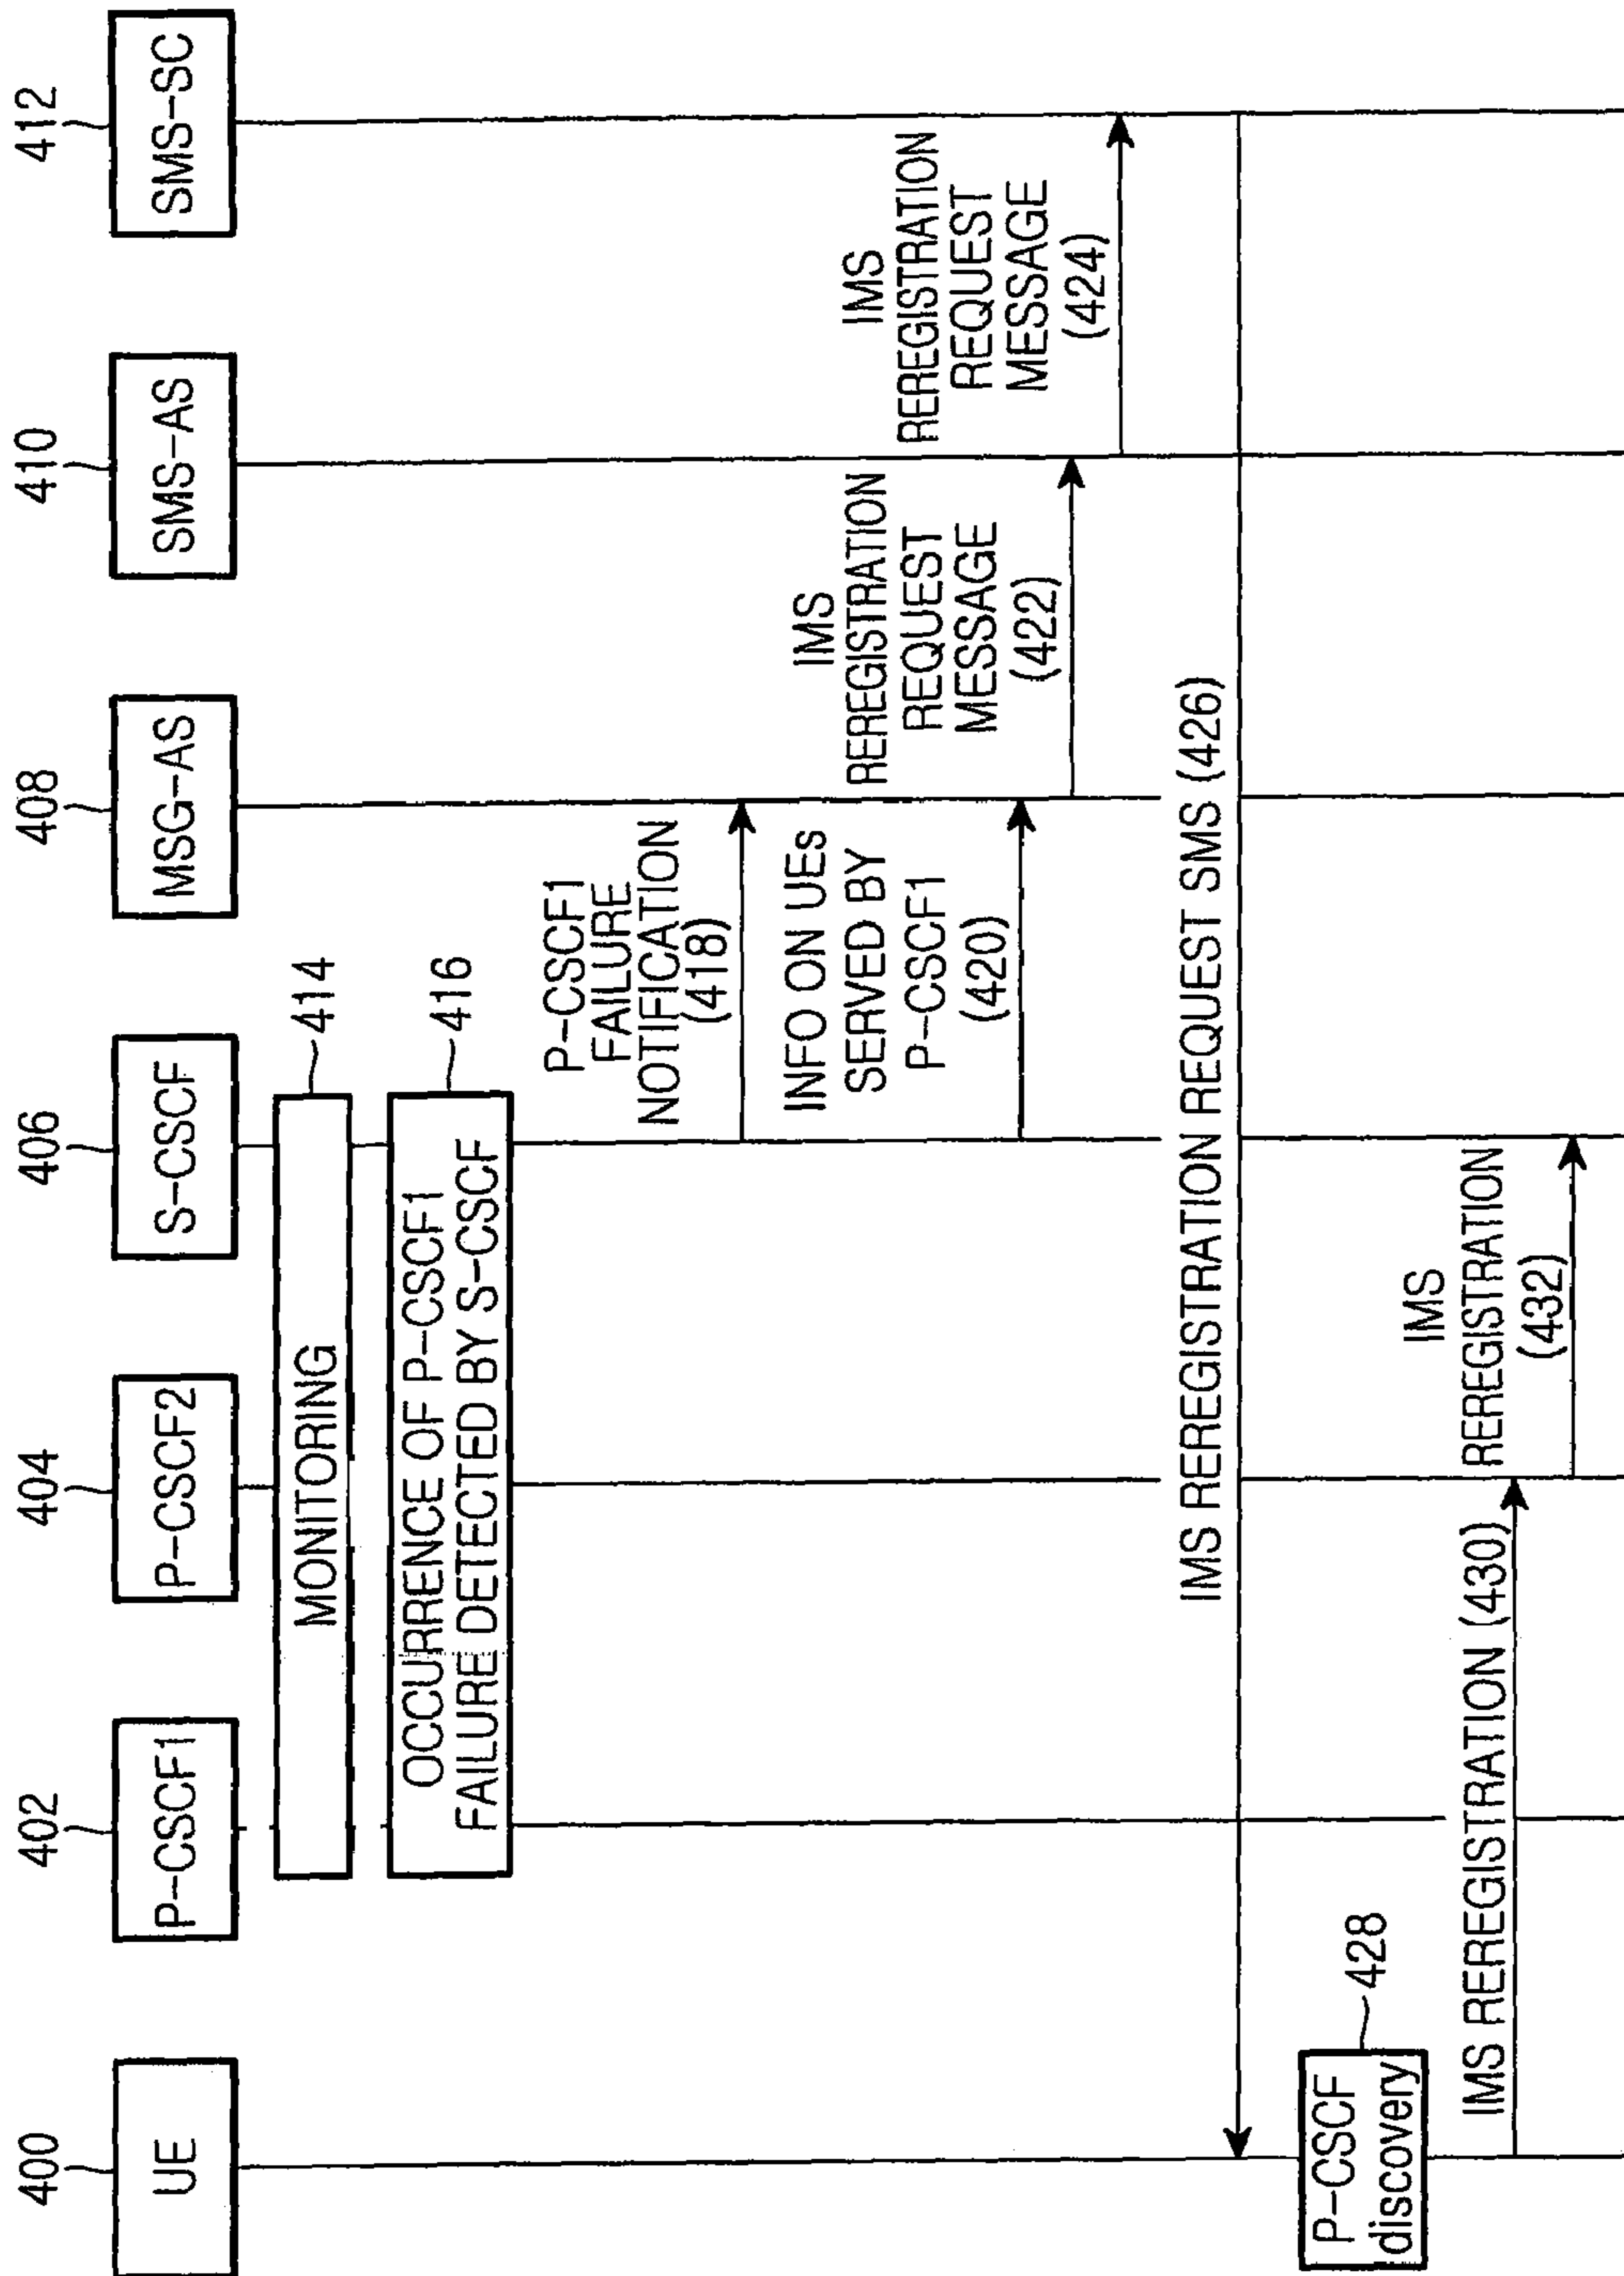 400
402
404
406
408
410
412
UE
P-CSCF1
P-CSCF2
S-CSCF
MSG-AS
SMS-AS
SMS-SC
MONITORING
414
OCCURRENCE OF P-CSCF1
FAILURE DETECTED BY S-CSCF
416
P-CSCF1
FAILURE
NOTIFICATION
(418)
INFO ON UEs
SERVED BY
P-CSCF1
(420)
IMS
REREGISTRATION
REQUEST
MESSAGE
(422)
IMS
REREGISTRATION
REQUEST
MESSAGE
(424)
IMS REREGISTRATION REQUEST SMS (426)
P-CSCF
discovery
428
IMS REREGISTRATION (430)
IMS
REREGISTRATION
(432)